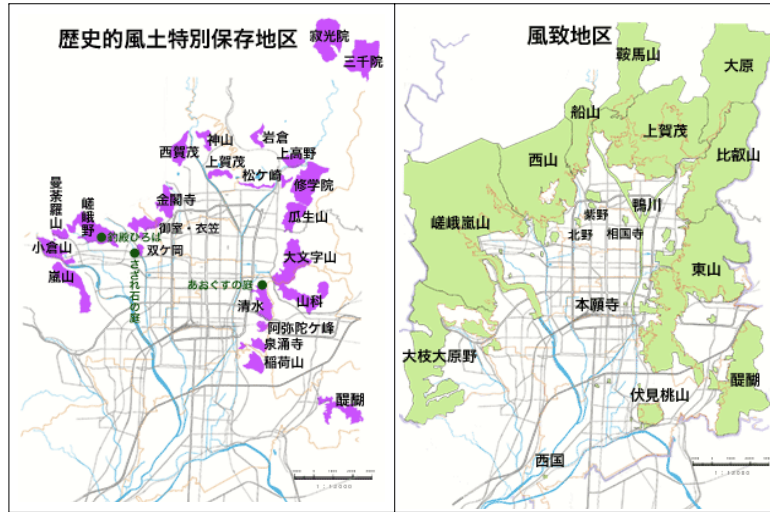 歴史的風土特別保存地区
寂光院
三千院
神山
岩倉
西賀茂
上賀茂
上高野
松ケ崎
修学院
金閣寺
曼荼羅山
嵯峨野
瓜生山
御室・衣笠
小倉山
双ケ岡
大文字山
さざれ石の庭
嵐山
あおぐすの庭
山科
清水
阿弥陀ケ峰
泉涌寺
稲荷山
醍醐
風致地区
鞍馬山
大原
船山
上賀茂
西山
比叡山
紫野
鴨川
嵯峨嵐山
北野
相国寺
東山
本願寺
大枝大原野
醍醐
伏見桃山
西国